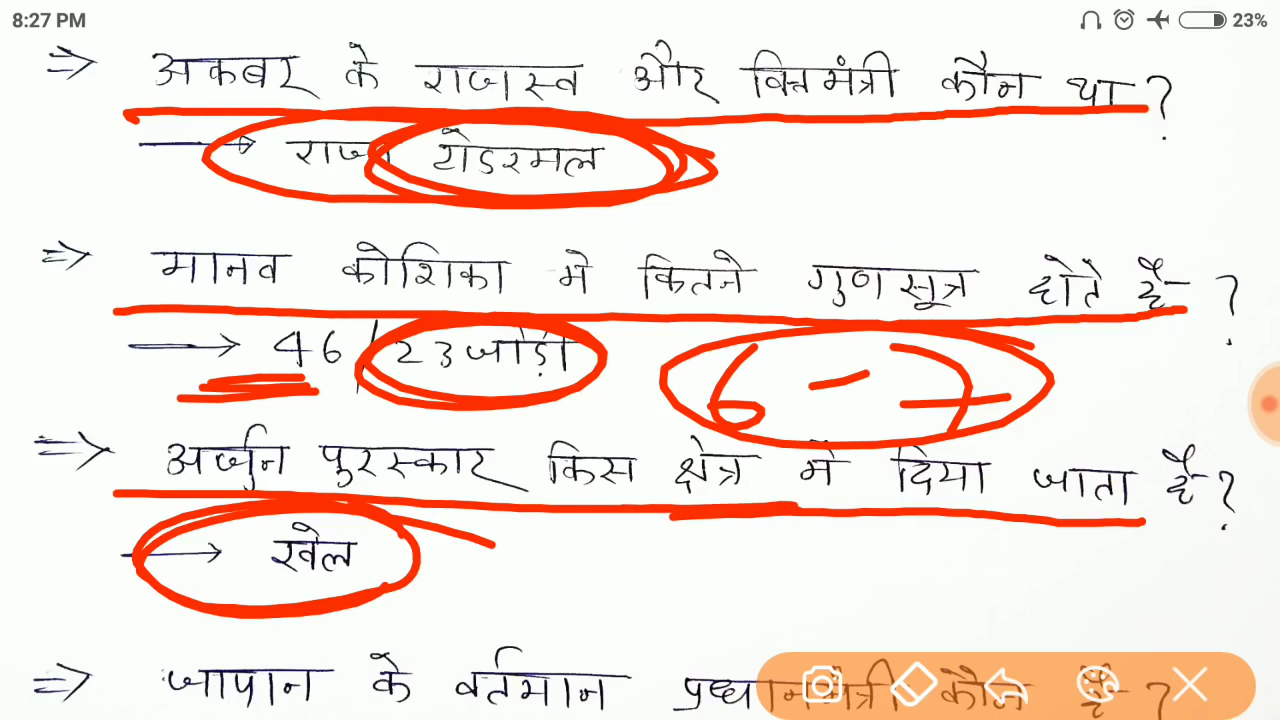 8:27 PM 23%
⇒ अकबर के राजस्व और वित्तमंत्री कौन था ?
→ राजा टोडरमल
⇒ मानव कोशिका मे कितने गुणसूत्र होते है- ?
→ 46 / 23 जोड़ी 6 - 7
⇒ अर्जुन पुरस्कार किस क्षेत्र मे दिया जाता है- ?
→ खेल
⇒ जापान के वर्तमान प्रधानमंत्री कौन है- ?